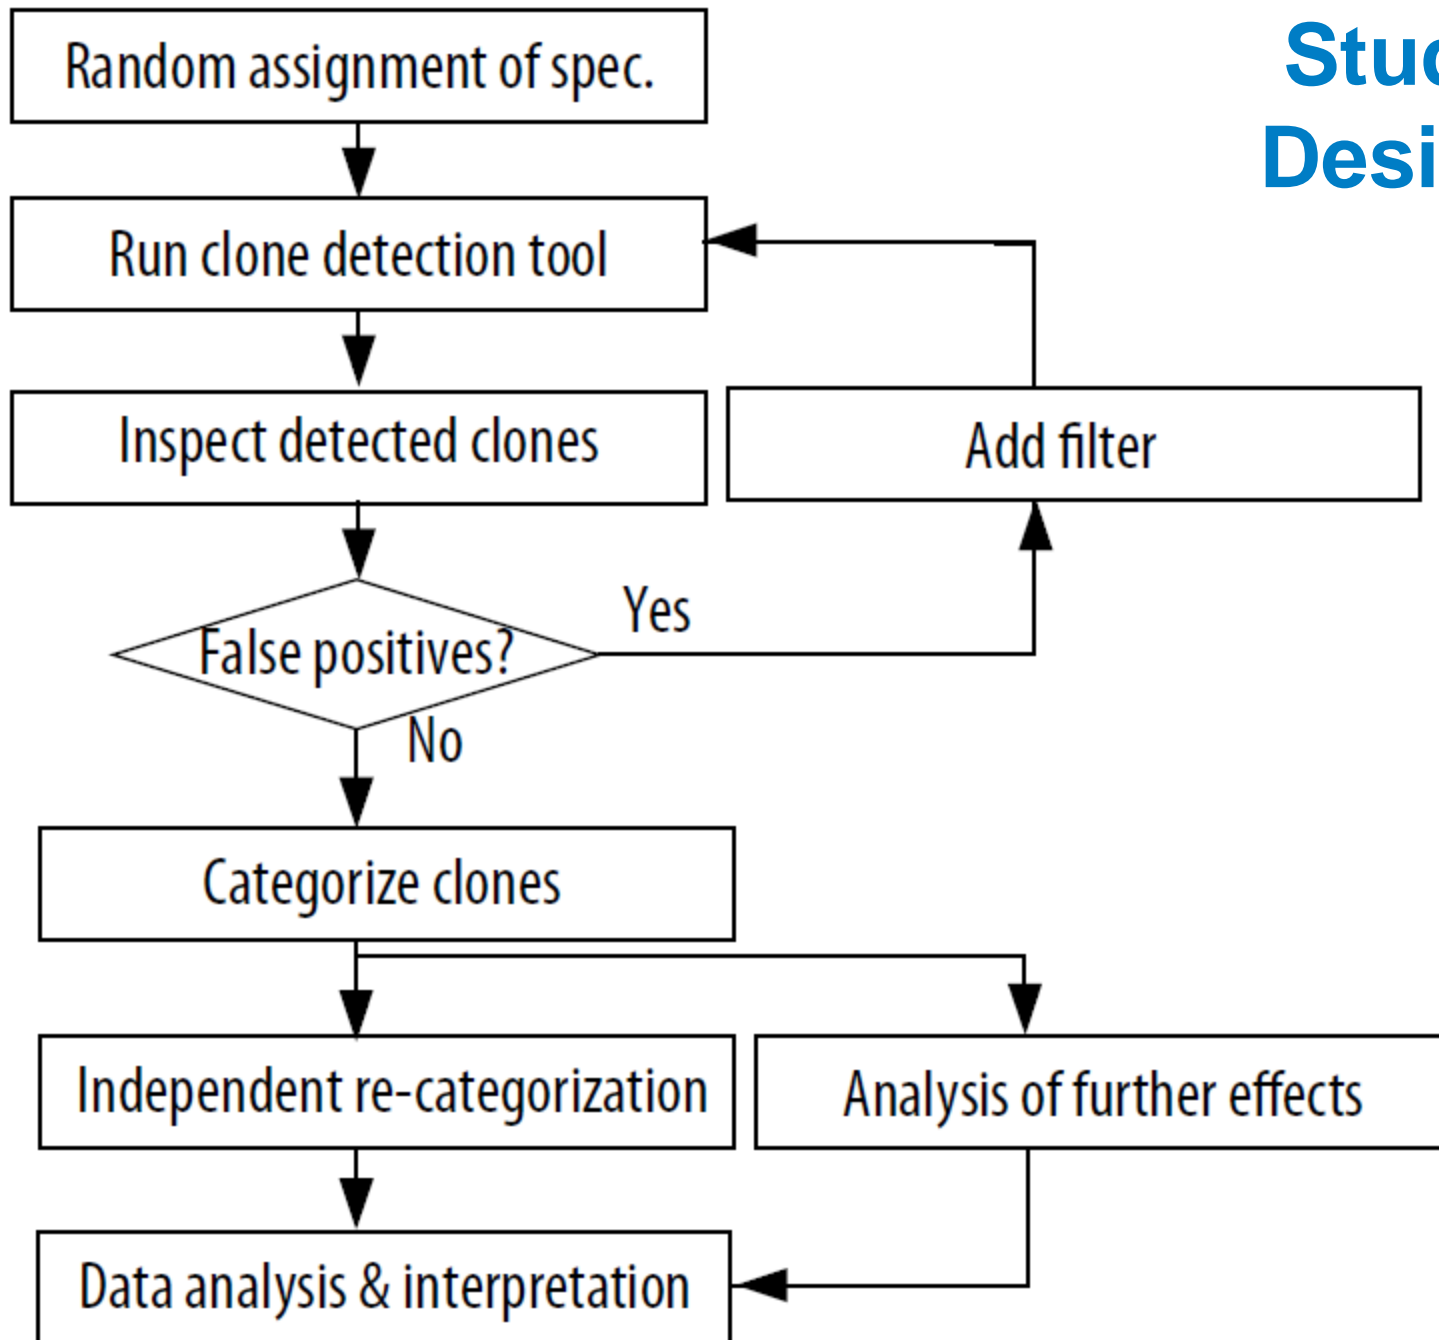 Random assignment of spec.
Run clone detection tool
Inspect detected clones
Add filter
False positives?
Yes
No
Categorize clones
Independent re-categorization
Analysis of further effects
Data analysis & interpretation